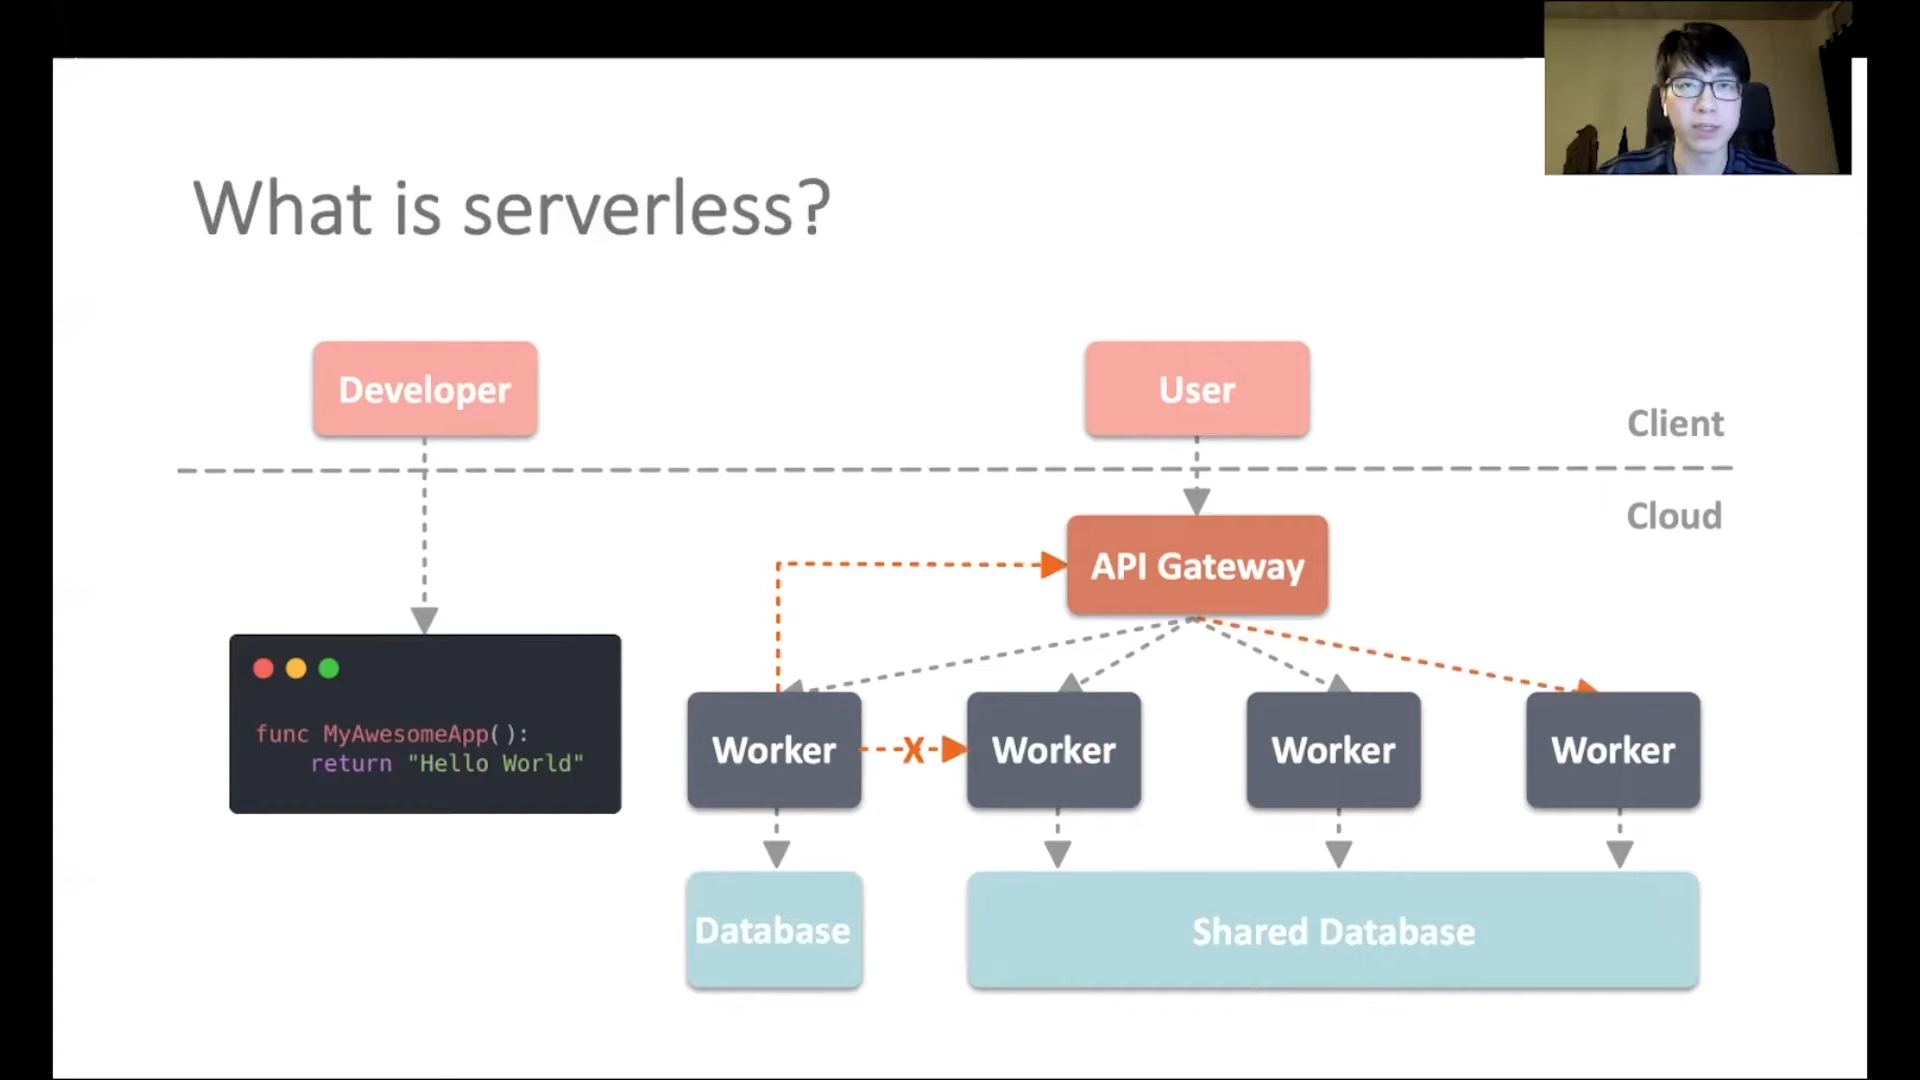 What is serverless?
Developer
User
Client
Cloud
API Gateway
func MyAwesomeApp():
return "Hello World"
Worker
X
Worker
Worker
Worker
Database
Shared Database